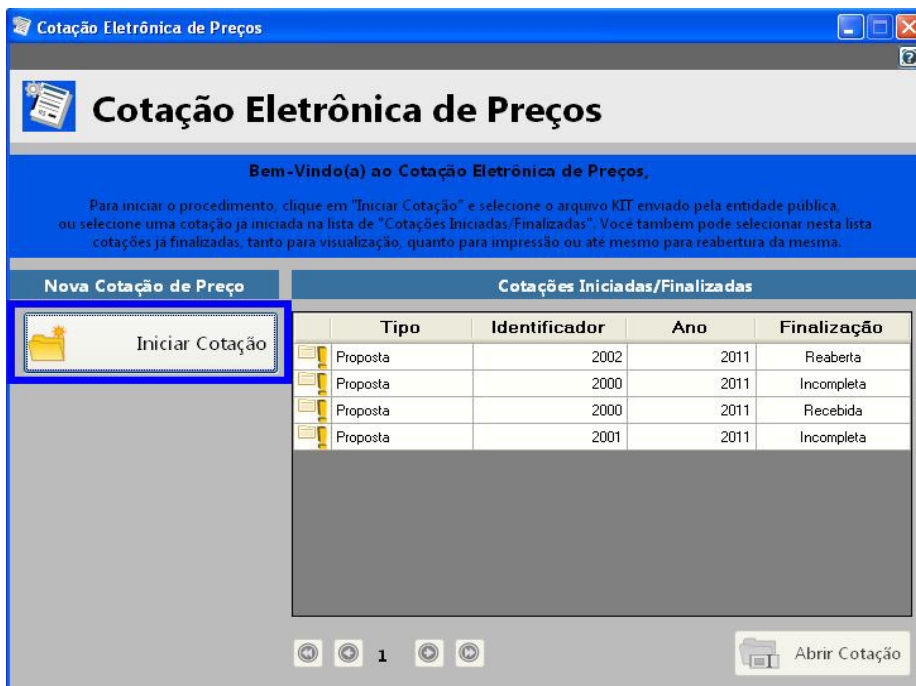 Cotação Eletrônica de Preços
Cotação Eletrônica de Preços
Bem-Vindo(a) ao Cotação Eletrônica de Preços,
Para iniciar o procedimento, clique em "Iniciar Cotação" e selecione o arquivo KIT enviado pela entidade pública,
ou selecione uma cotação já iniciada na lista de "Cotações Iniciadas/Finalizadas". Você também pode selecionar nesta lista
cotações já finalizadas, tanto para visualização, quanto para impressão ou até mesmo para reabertura da mesma.
Nova Cotação de Preço
Iniciar Cotação
Cotações Iniciadas/Finalizadas
Tipo Identificador Ano Finalização
Proposta 2002 2011 Reaberta
Proposta 2000 2011 Incompleta
Proposta 2000 2011 Recebida
Proposta 2001 2011 Incompleta
1
Abrir Cotação